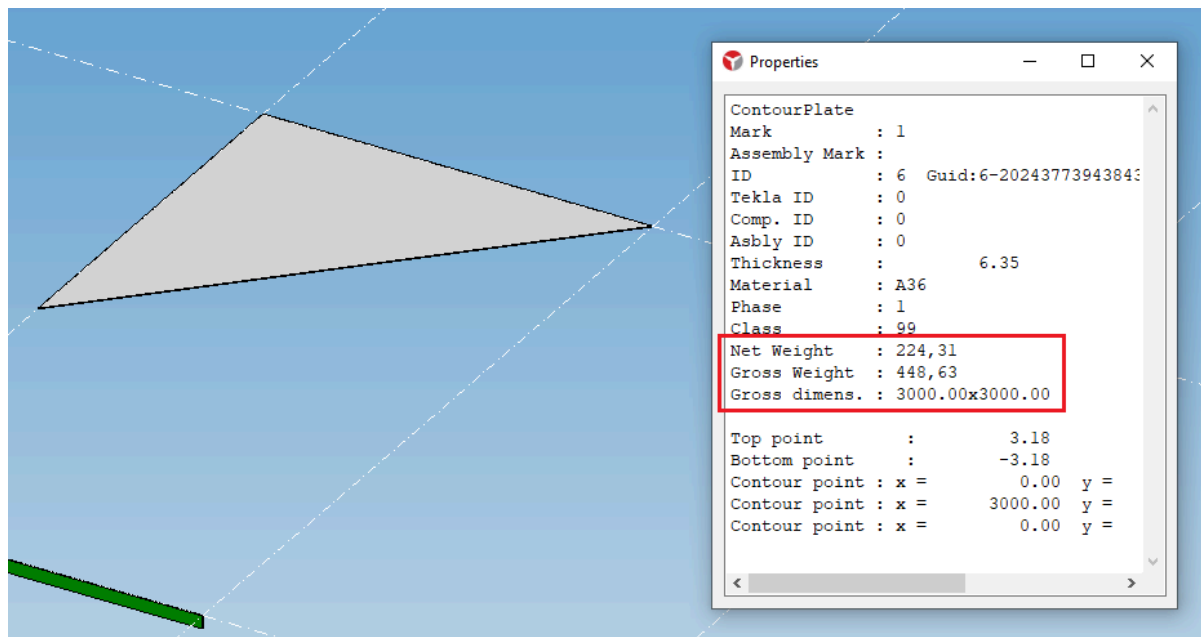 Properties
ContourPlate
Mark : 1
Assembly Mark :
ID : 6 Guid:6-20243773943843
Tekla ID : 0
Comp. ID : 0
Asbly ID : 0
Thickness : 6.35
Material : A36
Phase : 1
Class : 99
Net Weight : 224,31
Gross Weight : 448,63
Gross dimens. : 3000.00x3000.00
Top point : 3.18
Bottom point : -3.18
Contour point : x = 0.00 y =
Contour point : x = 3000.00 y =
Contour point : x = 0.00 y =